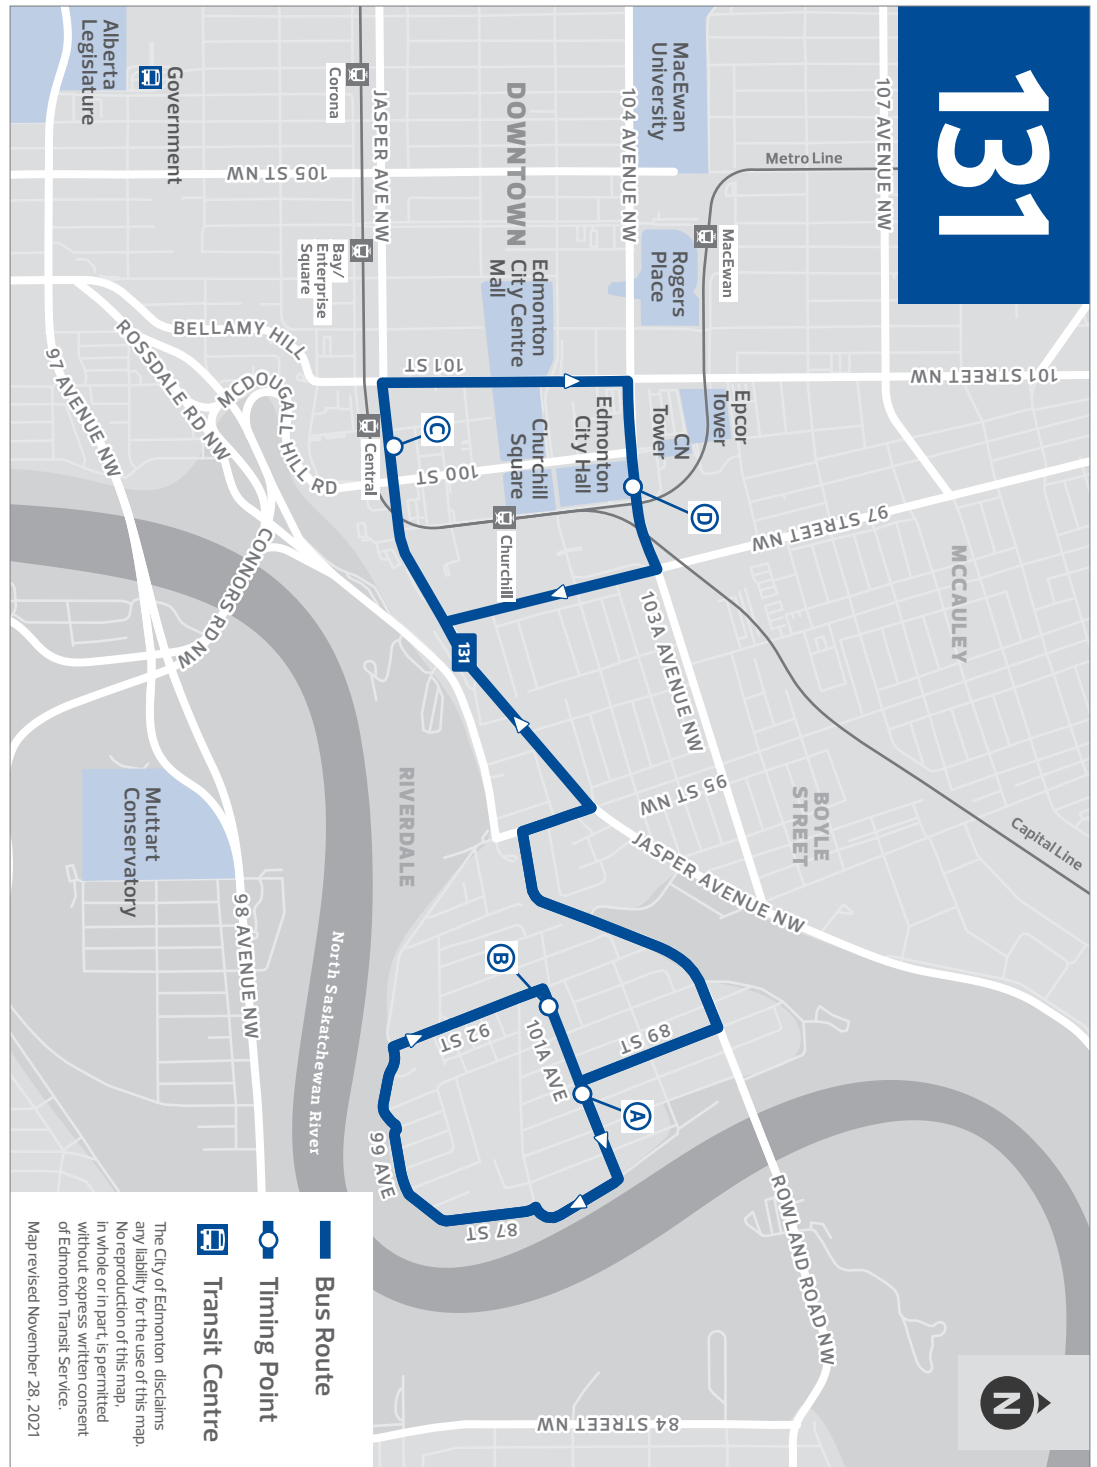 131
107 AVENUE NW
Metro Line
MacEwan
University
104 AVENUE NW
DOWNTOWN
JASPER AVE NW
Corona
Government
Alberta
Legislature
105 ST NW
MacEwan
Rogers
Place
Edmonton
City Centre
Mall
Bay/
Enterprise
Square
BELLAMY HILL
ROSSDALE RD NW
97 AVENUE NW
MCDOUGALL HILL RD
101 STREET NW
101 ST
Epcor
Tower
CN
Tower
Edmonton
City Hall
Churchill
Square
C
Central
100 ST
D
Churchill
97 STREET NW
MCCAULEY
103A AVENUE NW
131
CONNORS RD NW
95 ST NW
BOYLE
STREET
Capital Line
JASPER AVENUE NW
RIVERDALE
Muttart
Conservatory
98 AVENUE NW
North Saskatchewan River
B
92 ST
101A AVE
89 ST
A
99 AVE
87 ST
ROWLAND ROAD NW
84 STREET NW
N
Bus Route
Timing Point
Transit Centre
The City of Edmonton disclaims
any liability for the use of this map.
No reproduction of this map,
in whole or in part, is permitted
without express written consent
of Edmonton Transit Service.
Map revised November 28, 2021